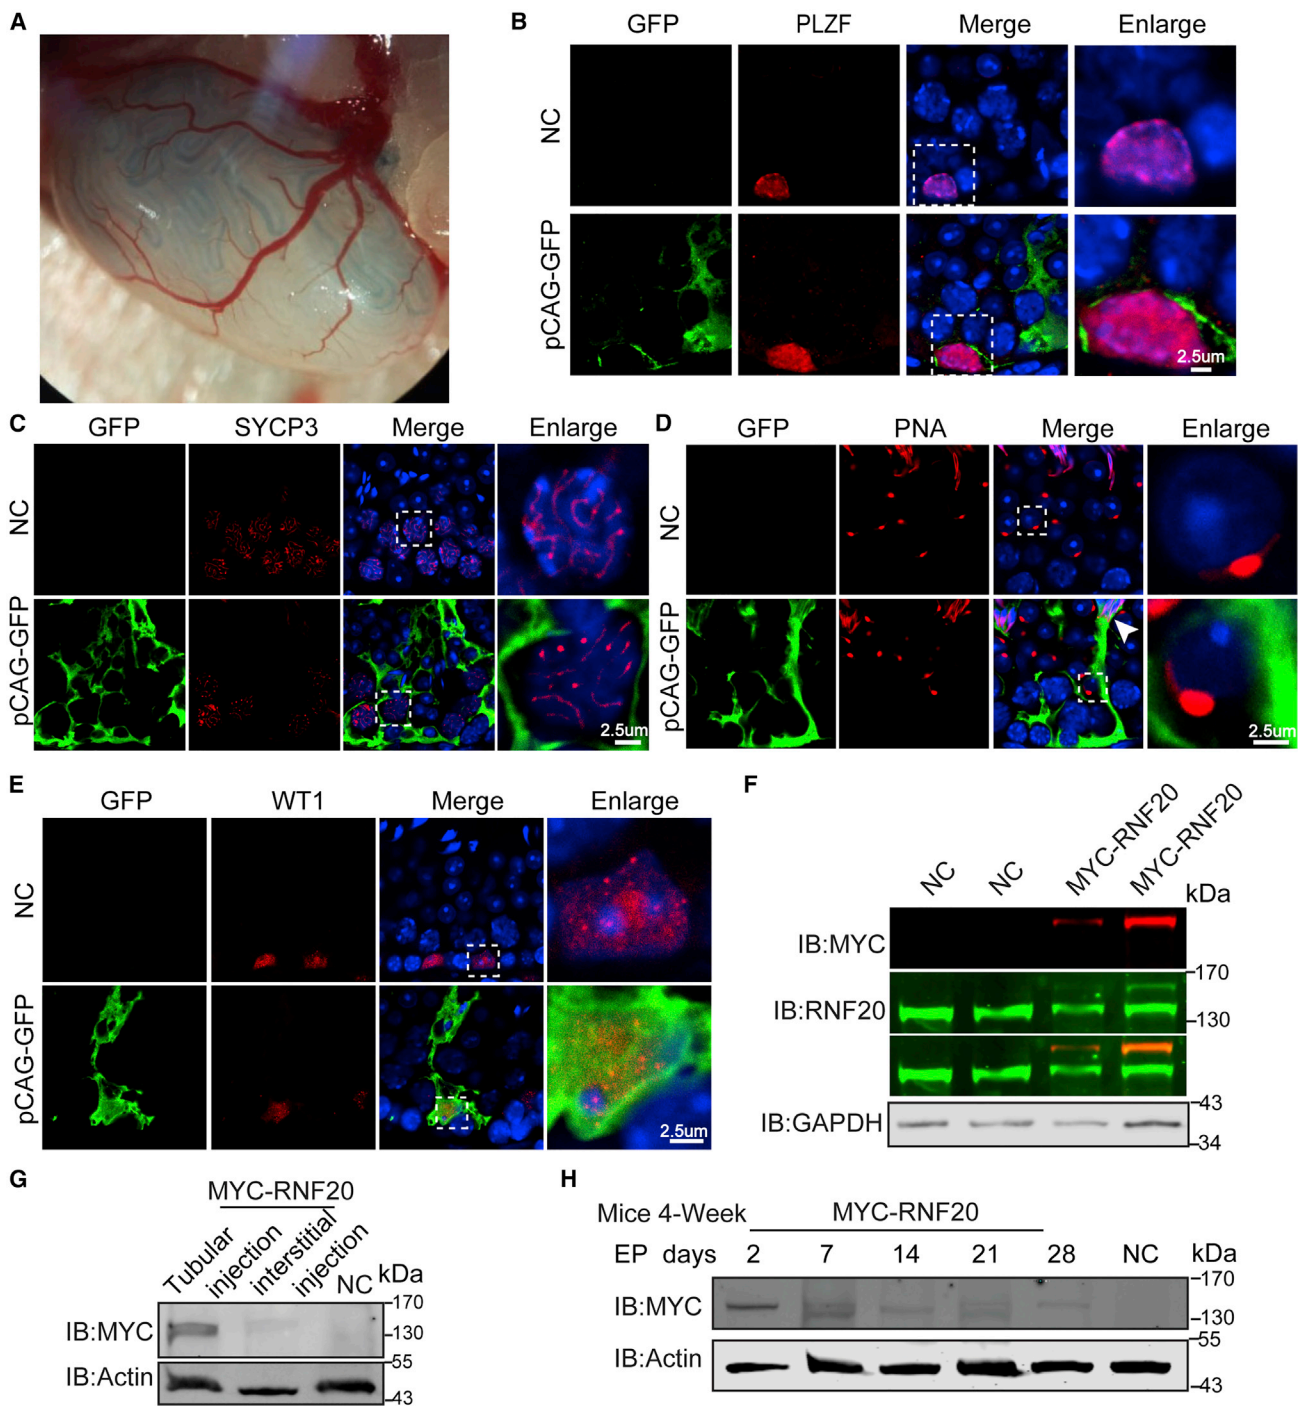 A
B
GFP PLZF Merge Enlarge
NC
pCAG-GFP
2.5um
C
GFP SYCP3 Merge Enlarge
NC
pCAG-GFP
2.5um
D
GFP PNA Merge Enlarge
NC
pCAG-GFP
2.5um
E
GFP WT1 Merge Enlarge
NC
pCAG-GFP
2.5um
F
NC NC MYC-RNF20 MYC-RNF20
kDa
IB:MYC
170
IB:RNF20
130
43
IB:GAPDH
34
G
MYC-RNF20
Tubular injection interstitial injection NC kDa
170
IB:MYC
130
55
IB:Actin
43
H
Mice 4-Week MYC-RNF20
EP days 2 7 14 21 28 NC kDa
170
IB:MYC
130
55
IB:Actin
43